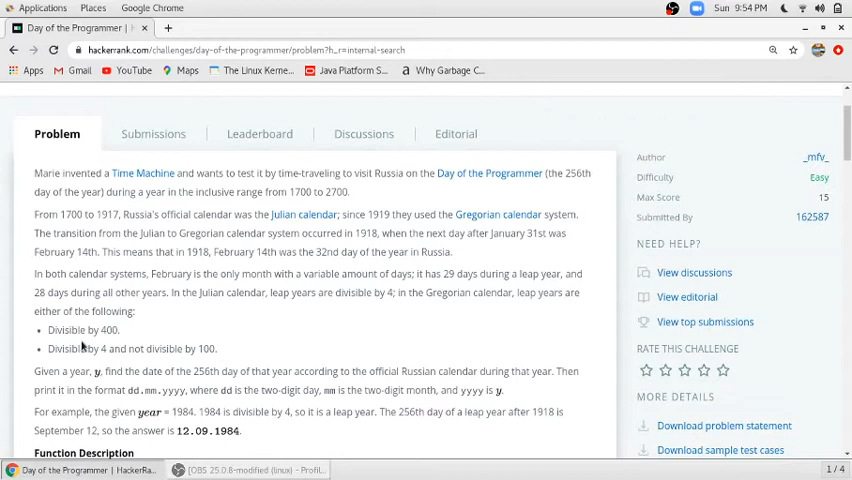 Applications Places Google Chrome Sun 9:54 PM
Day of the Programmer | ×
hackerrank.com/challenges/day-of-the-programmer/problem?h_r=internal-search
Apps Gmail YouTube Maps The Linux Kerne... Java Platform S... a Why Garbage C...
Problem Submissions Leaderboard Discussions Editorial
Marie invented a Time Machine and wants to test it by time-traveling to visit Russia on the Day of the Programmer (the 256th
day of the year) during a year in the inclusive range from 1700 to 2700.
From 1700 to 1917, Russia's official calendar was the Julian calendar; since 1919 they used the Gregorian calendar system.
The transition from the Julian to Gregorian calendar system occurred in 1918, when the next day after January 31st was
February 14th. This means that in 1918, February 14th was the 32nd day of the year in Russia.
In both calendar systems, February is the only month with a variable amount of days; it has 29 days during a leap year, and
28 days during all other years. In the Julian calendar, leap years are divisible by 4; in the Gregorian calendar, leap years are
either of the following:
• Divisible by 400.
• Divisible by 4 and not divisible by 100.
Given a year, y, find the date of the 256th day of that year according to the official Russian calendar during that year. Then
print it in the format dd.mm.yyyy, where dd is the two-digit day, mm is the two-digit month, and yyyy is y.
For example, the given year = 1984. 1984 is divisible by 4, so it is a leap year. The 256th day of a leap year after 1918 is
September 12, so the answer is 12.09.1984.
Function Description
Author _mfv_
Difficulty Easy
Max Score 15
Submitted By 162587
NEED HELP?
View discussions
View editorial
View top submissions
RATE THIS CHALLENGE
MORE DETAILS
Download problem statement
Download sample test cases
Day of the Programmer | HackerRa... [OBS 25.0.8-modified (linux) - Profil... 1 / 4